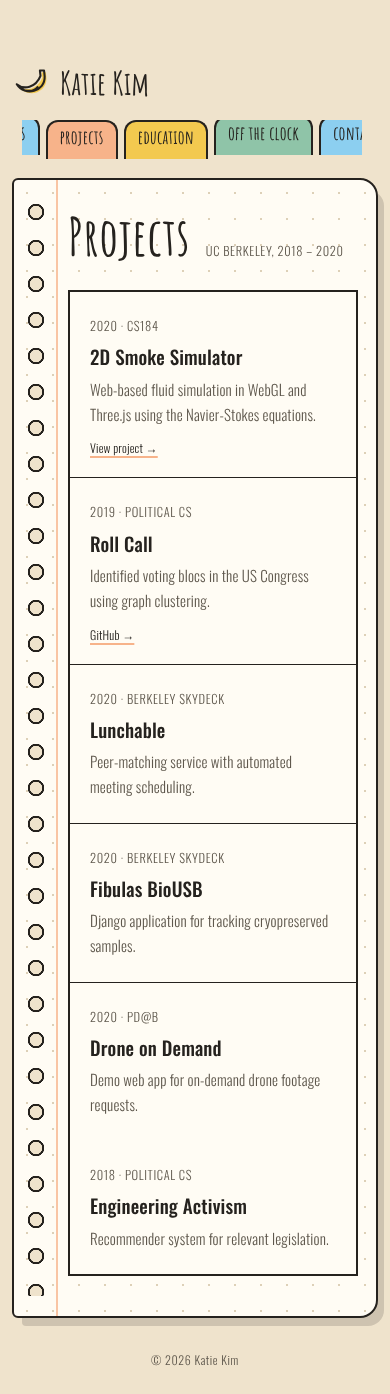 Katie Kim
PROJECTS
EDUCATION
OFF THE CLOCK
Projects
UC BERKELEY, 2018 – 2020
2020 · CS184
2D Smoke Simulator
Web-based fluid simulation in WebGL and
Three.js using the Navier-Stokes equations.
View project →
2019 · POLITICAL CS
Roll Call
Identified voting blocs in the US Congress
using graph clustering.
GitHub →
2020 · BERKELEY SKYDECK
Lunchable
Peer-matching service with automated
meeting scheduling.
2020 · BERKELEY SKYDECK
Fibulas BioUSB
Django application for tracking cryopreserved
samples.
2020 · PD@B
Drone on Demand
Demo web app for on-demand drone footage
requests.
2018 · POLITICAL CS
Engineering Activism
Recommender system for relevant legislation.
© 2026 Katie Kim